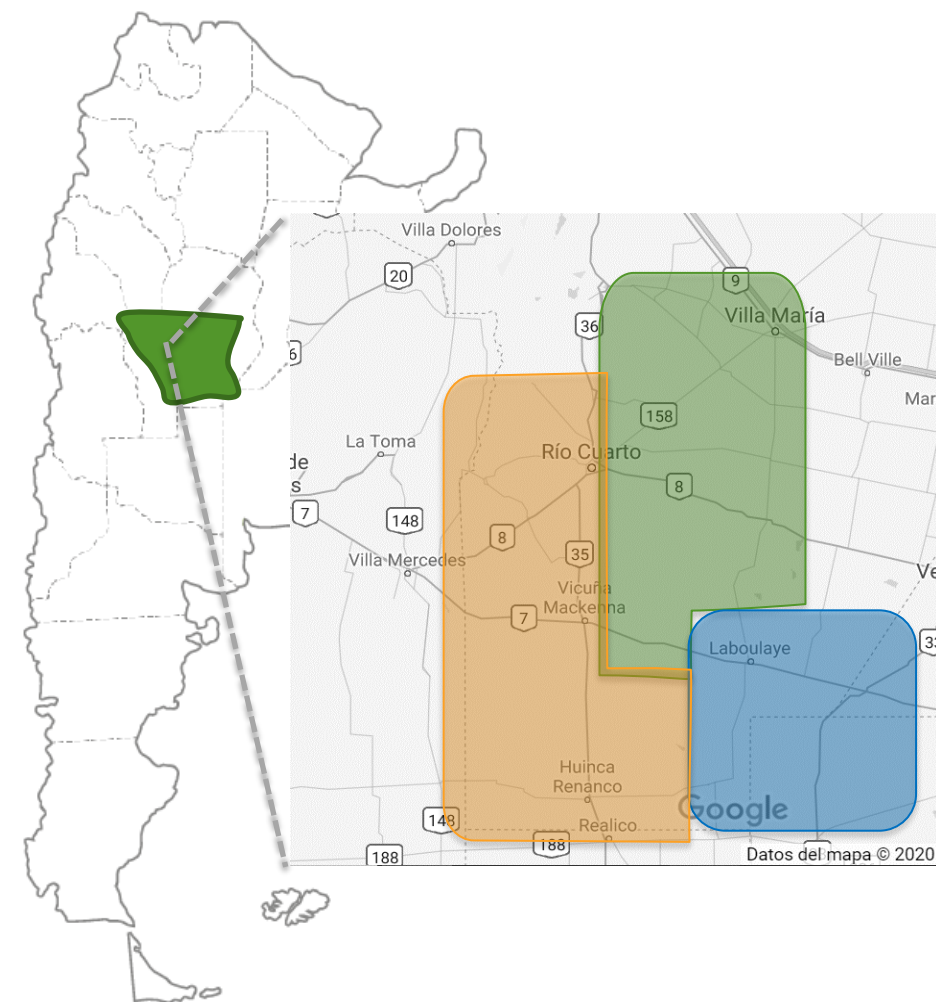 Villa Dolores
20
9
Villa María
36
6
Bell Ville
Mar
158
La Toma
Río Cuarto
de
s
8
7
148
8
35
Villa Mercedes
Vicuña
Mackenna
Ve
7
Laboulaye
33
Huinca
Renanco
Google
148
Realico
188
188
Datos del mapa © 2020